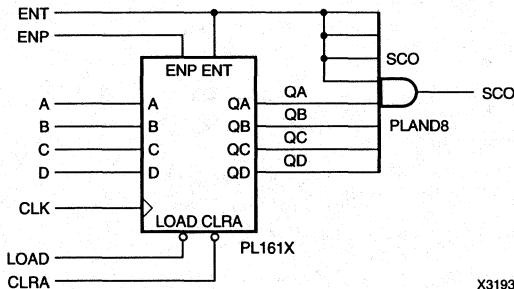 ENT
ENP
ENP ENT
SCO
SCO
PLAND8
A
B
C
D
A
B
C
D
QA
QB
QC
QD
QA
QB
QC
QD
CLK
LOAD CLRA
PL161X
LOAD
CLRA
X3193